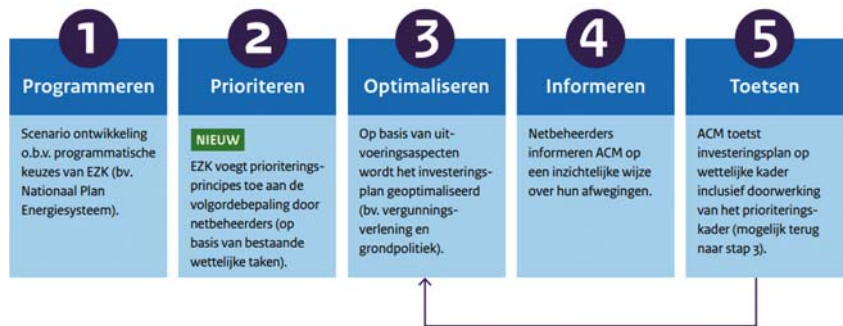 1
Programmeren
Scenario ontwikkeling
o.b.v. programmatische
keuzes van EZK (bv.
Nationaal Plan
Energiesysteem).
2
Prioriteren
NIEUW
EZK voegt prioriterings-
principes toe aan de
volgordebepaling door
netbeheerders (op
basis van bestaande
wettelijke taken).
3
Optimaliseren
Op basis van uit-
voeringsaspecten
wordt het investerings-
plan geoptimaliseerd
(bv. vergunnings-
verlening en
grondpolitiek).
4
Informeren
Netbeheerders
informeren ACM op
een inzichtelijke wijze
over hun afwegingen.
5
Toetsen
ACM toetst
investeringsplan op
wettelijke kader
inclusief doorwerking
van het prioriterings-
kader (mogelijk terug
naar stap 3).